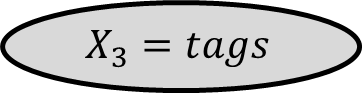 X₃ = tags